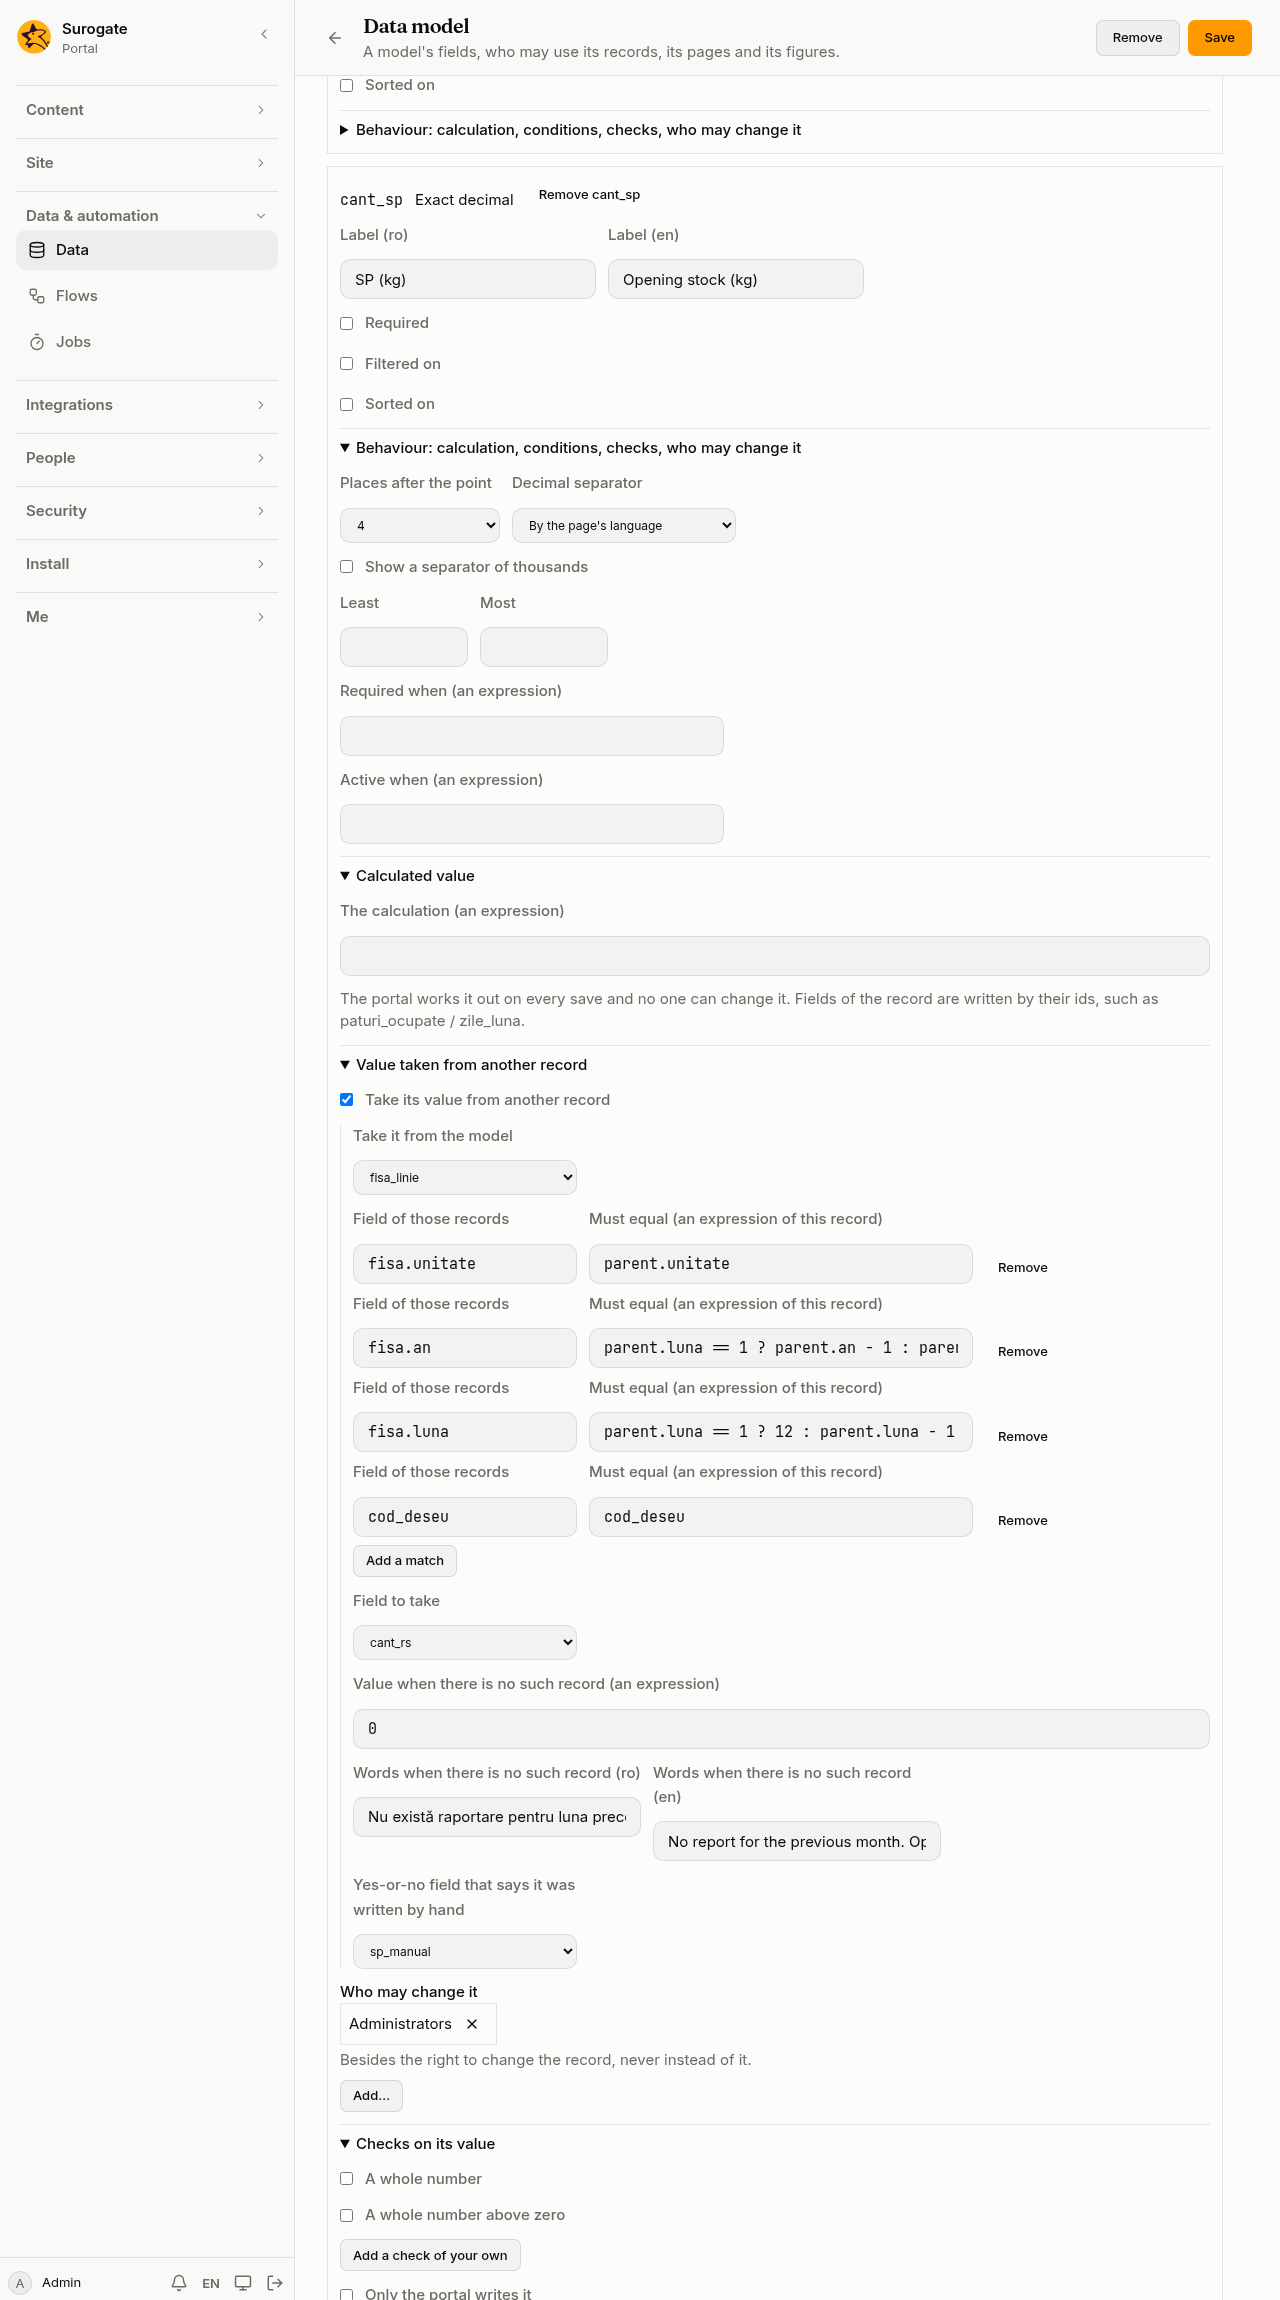 Surogate
Portal
Content
Site
Data & automation
Data
Flows
Jobs
Integrations
People
Security
Install
Me
A Admin EN
Data model
A model's fields, who may use its records, its pages and its figures.
Remove Save
Sorted on
Behaviour: calculation, conditions, checks, who may change it
cant_sp Exact decimal Remove cant_sp
Label (ro) Label (en)
SP (kg) Opening stock (kg)
Required
Filtered on
Sorted on
Behaviour: calculation, conditions, checks, who may change it
Places after the point Decimal separator
4 By the page's language
Show a separator of thousands
Least Most
Required when (an expression)
Active when (an expression)
Calculated value
The calculation (an expression)
The portal works it out on every save and no one can change it. Fields of the record are written by their ids, such as
paturi_ocupate / zile_luna.
Value taken from another record
Take its value from another record
Take it from the model
fisa_linie
Field of those records Must equal (an expression of this record)
fisa.unitate parent.unitate Remove
Field of those records Must equal (an expression of this record)
fisa.an parent.luna == 1 ? parent.an - 1 : paren Remove
Field of those records Must equal (an expression of this record)
fisa.luna parent.luna == 1 ? 12 : parent.luna - 1 Remove
Field of those records Must equal (an expression of this record)
cod_deseu cod_deseu Remove
Add a match
Field to take
cant_rs
Value when there is no such record (an expression)
0
Words when there is no such record (ro) Words when there is no such record
(en)
Nu există raportare pentru luna prece No report for the previous month. Op
Yes-or-no field that says it was
written by hand
sp_manual
Who may change it
Administrators ✕
Besides the right to change the record, never instead of it.
Add...
Checks on its value
A whole number
A whole number above zero
Add a check of your own
Only the portal writes it